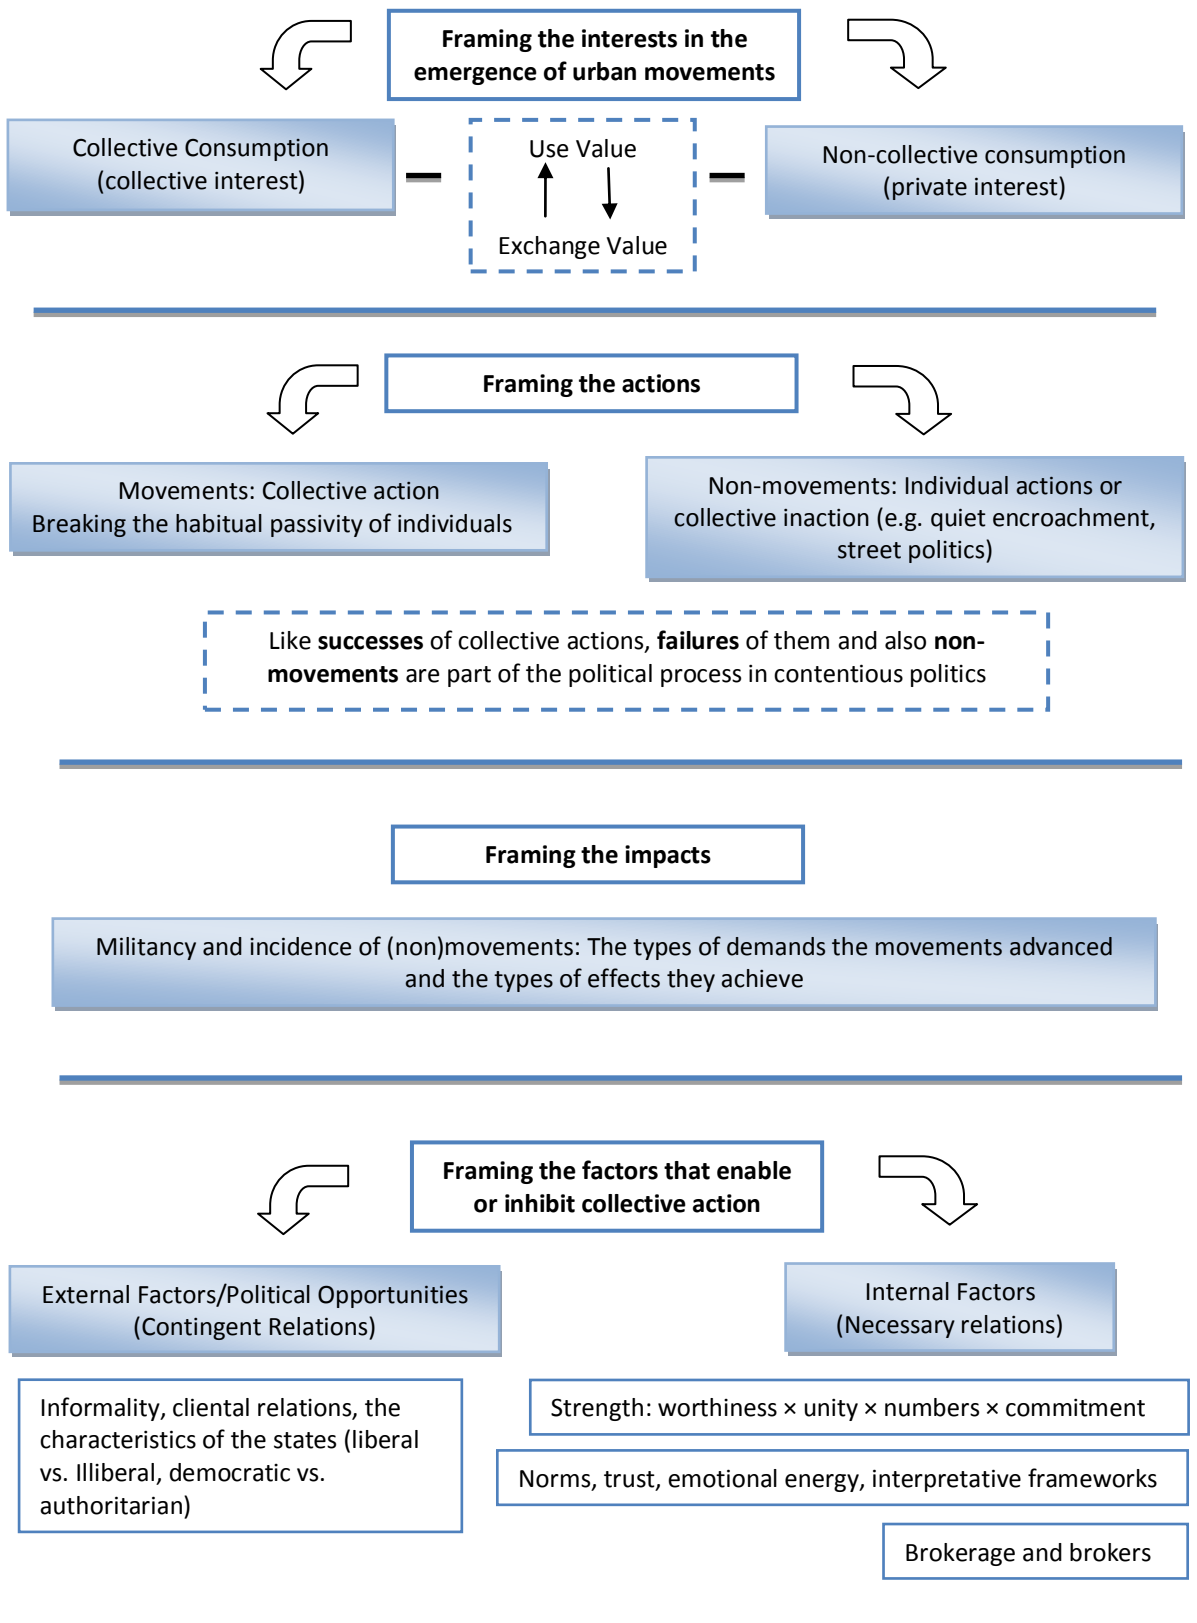 Framing the interests in the
emergence of urban movements
Collective Consumption
(collective interest)
Use Value
Exchange Value
Non-collective consumption
(private interest)
Framing the actions
Movements: Collective action
Breaking the habitual passivity of individuals
Non-movements: Individual actions or
collective inaction (e.g. quiet encroachment,
street politics)
Like successes of collective actions, failures of them and also non-
movements are part of the political process in contentious politics
Framing the impacts
Militancy and incidence of (non)movements: The types of demands the movements advanced
and the types of effects they achieve
Framing the factors that enable
or inhibit collective action
External Factors/Political Opportunities
(Contingent Relations)
Internal Factors
(Necessary relations)
Informality, cliental relations, the
characteristics of the states (liberal
vs. Illiberal, democratic vs.
authoritarian)
Strength: worthiness × unity × numbers × commitment
Norms, trust, emotional energy, interpretative frameworks
Brokerage and brokers